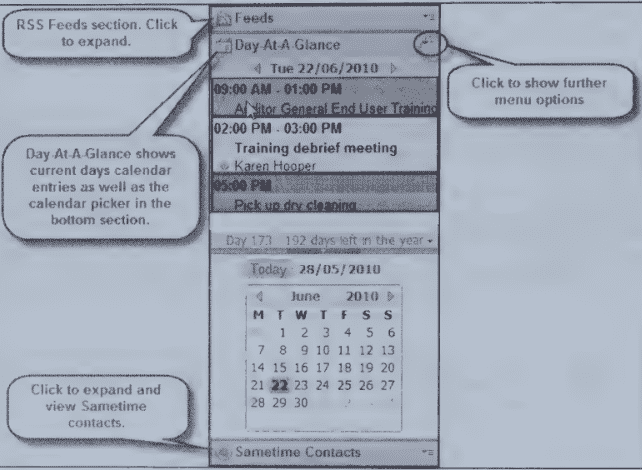 RSS Feeds section. Click
to expand.
Feeds
Day-At-A-Glance
Tue 22/06/2010
09:00 AM - 01:00 PM
Auditor General End User Training
02:00 PM - 03:00 PM
Training debrief meeting
Karen Hooper
05:00 PM
Pick up dry cleaning
Click to show further
menu options
Day-At-A-Glance shows
current days calendar
entries as well as the
calendar picker in the
bottom section.
Day 173 192 days left in the year
Today 28/05/2010
June 2010
M T W T F S S
1 2 3 4 5 6
7 8 9 10 11 12 13
14 15 16 17 18 19 20
21 22 23 24 25 26 27
28 29 30
Click to expand and
view Sametime
contacts.
Sametime Contacts